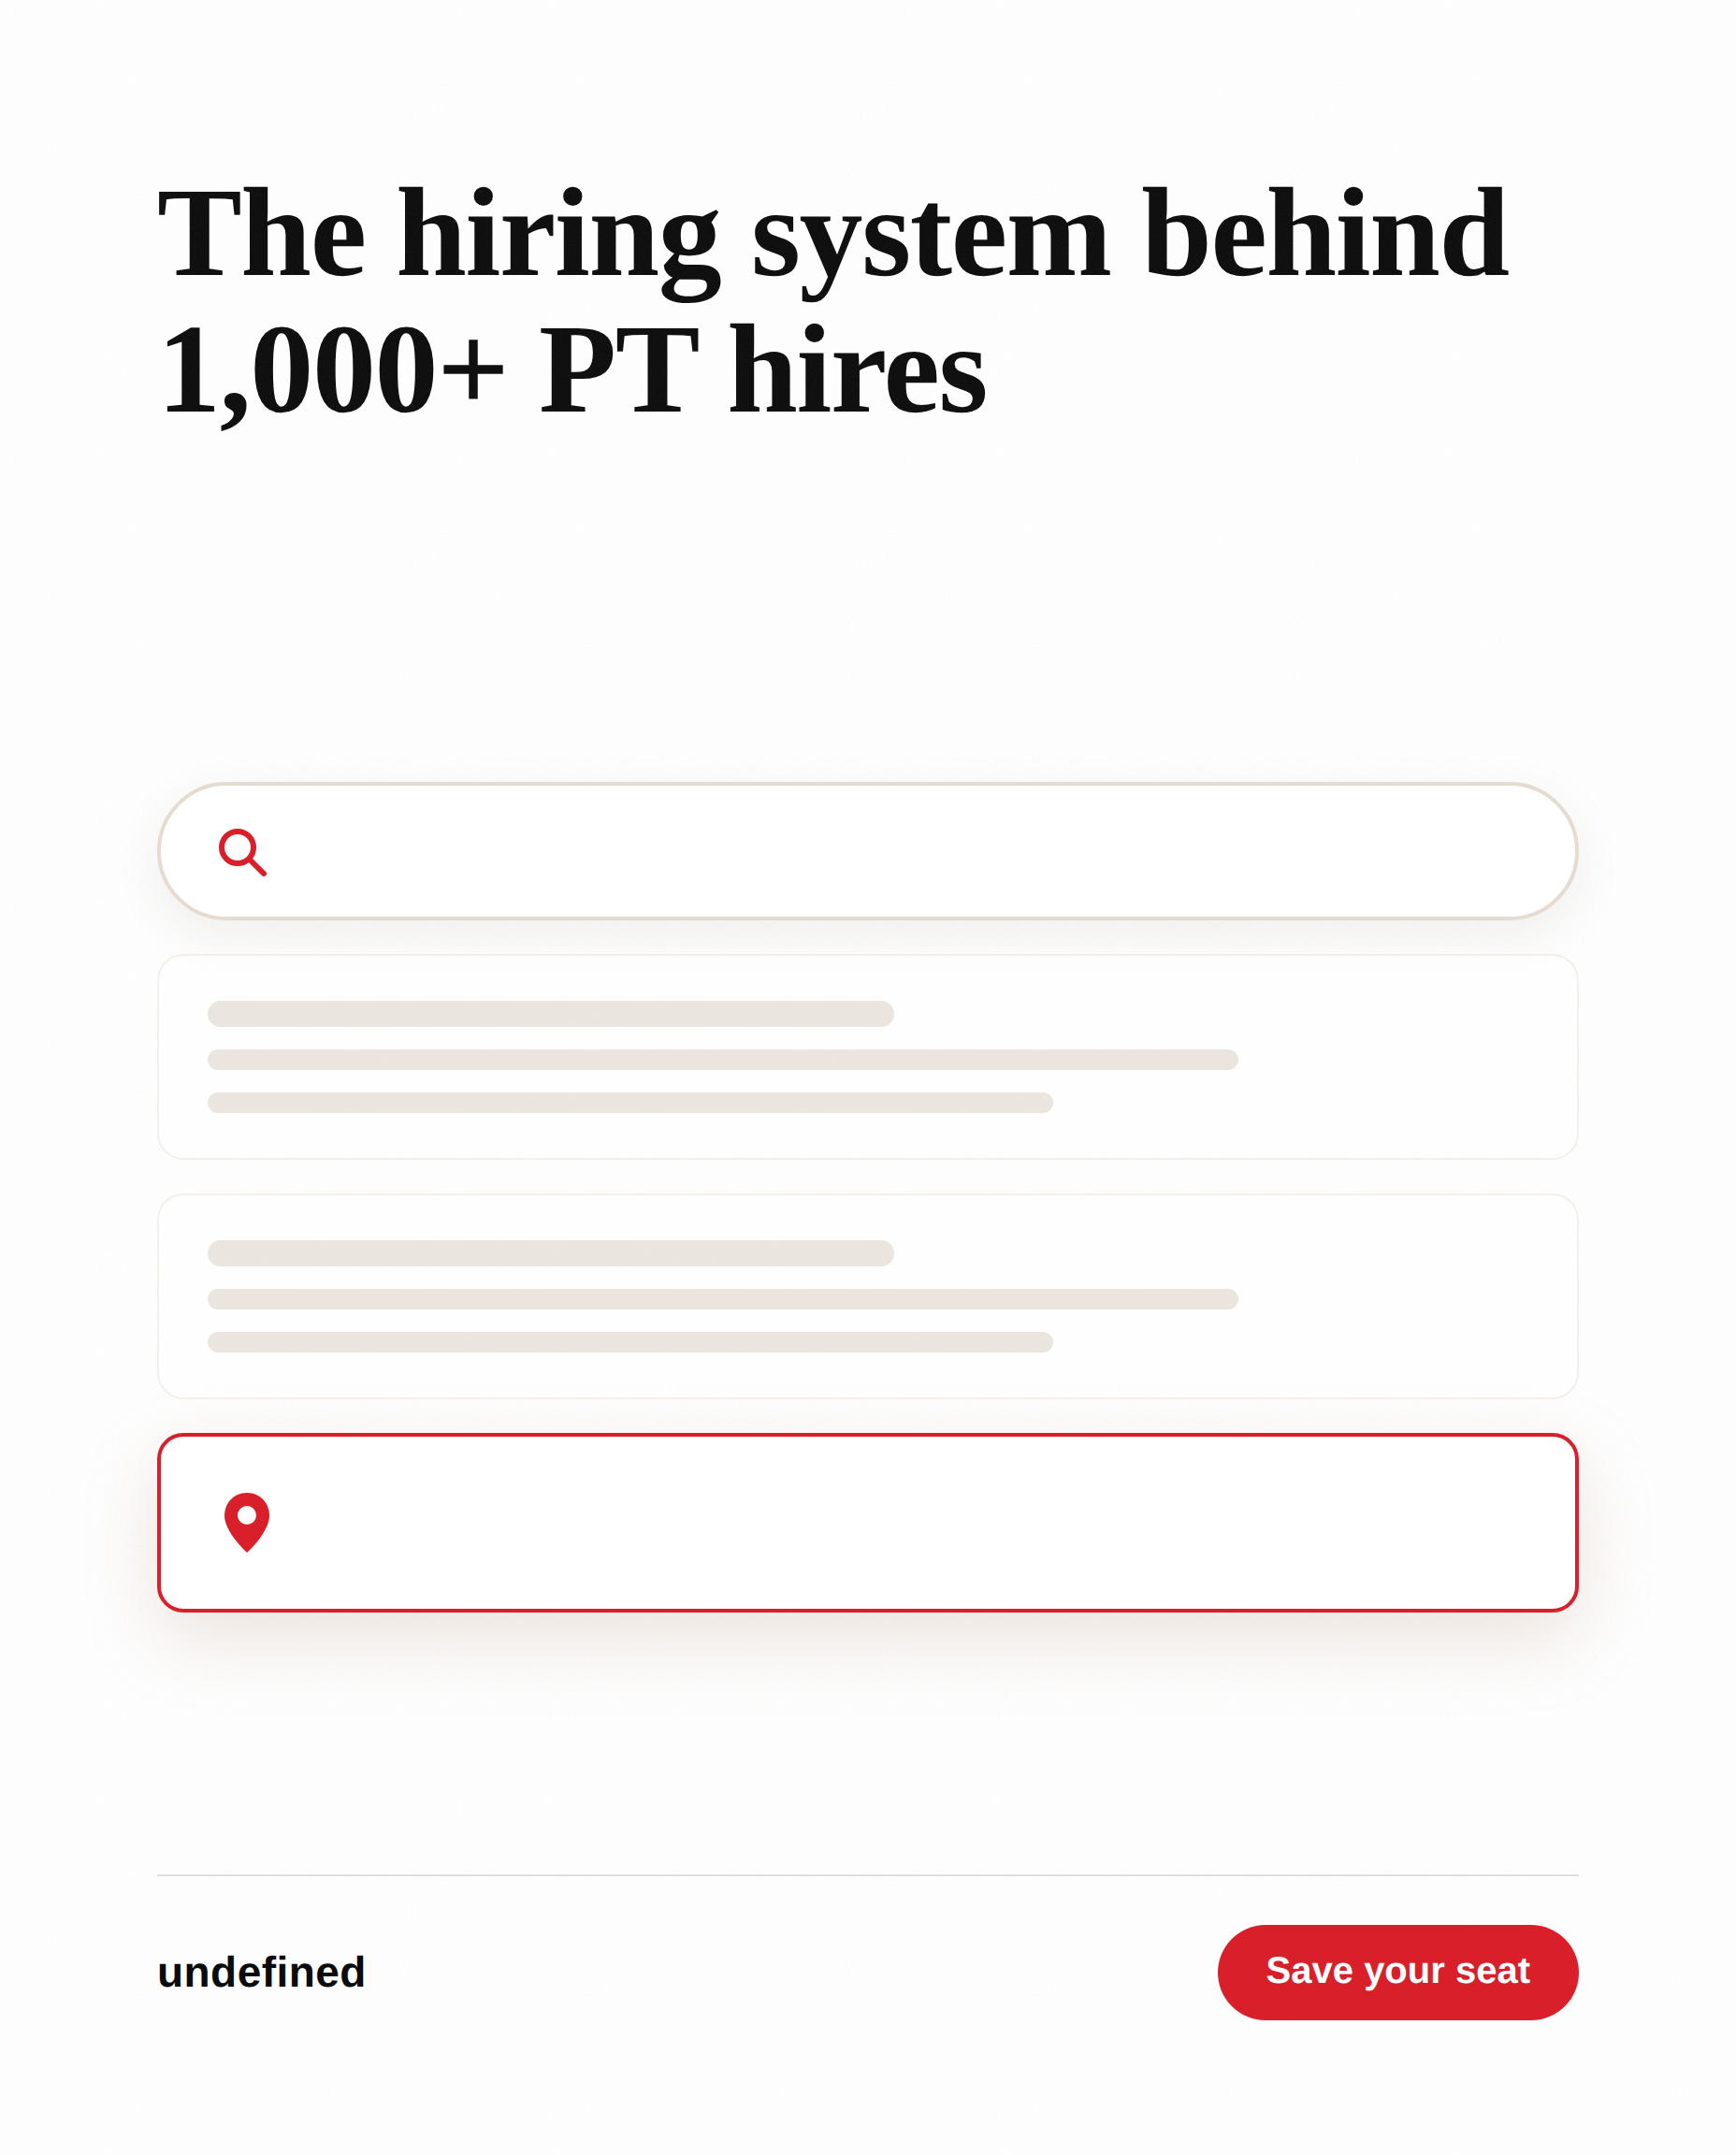 The hiring system behind
1,000+ PT hires
undefined
Save your seat